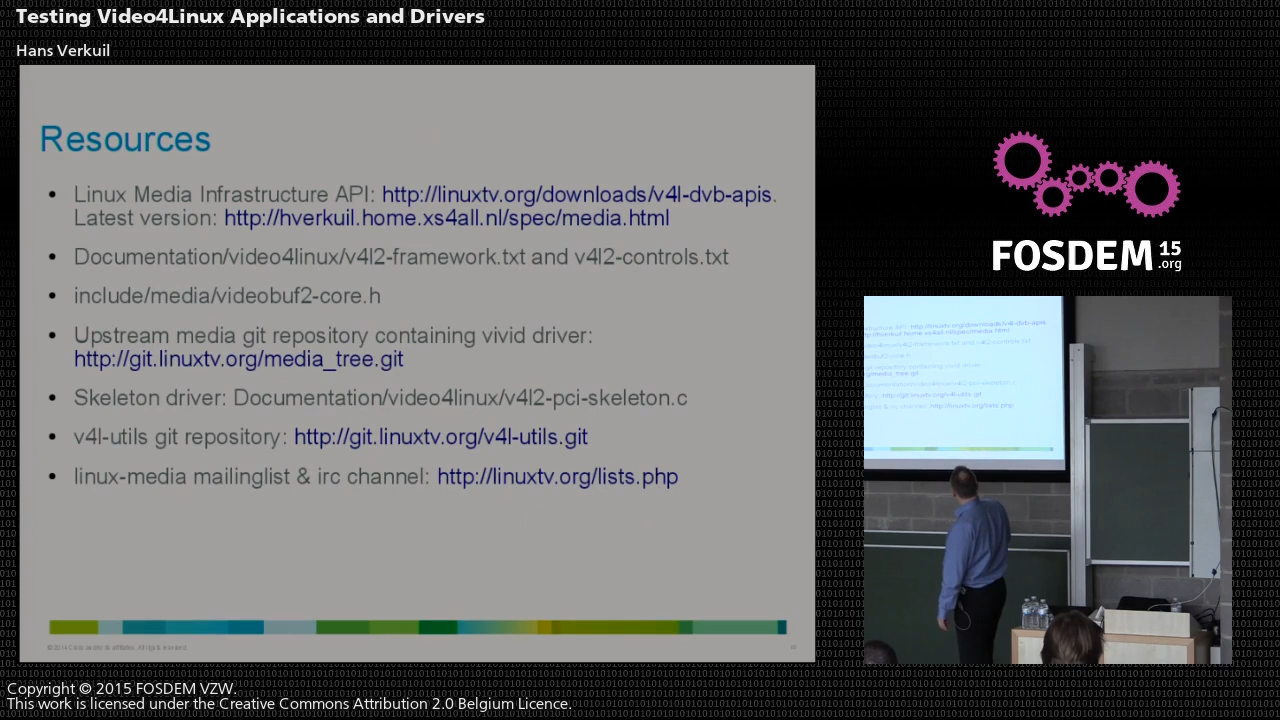 Testing Video4Linux Applications and Drivers
Hans Verkuil
Resources
• Linux Media Infrastructure API: http://linuxtv.org/downloads/v4l-dvb-apis.
Latest version: http://hverkuil.home.xs4all.nl/spec/media.html
• Documentation/video4linux/v4l2-framework.txt and v4l2-controls.txt
• include/media/videobuf2-core.h
• Upstream media git repository containing vivid driver:
http://git.linuxtv.org/media_tree.git
• Skeleton driver: Documentation/video4linux/v4l2-pci-skeleton.c
• v4l-utils git repository: http://git.linuxtv.org/v4l-utils.git
• linux-media mailinglist & irc channel: http://linuxtv.org/lists.php
FOSDEM 15
.org
Copyright © 2015 FOSDEM VZW.
This work is licensed under the Creative Commons Attribution 2.0 Belgium Licence.